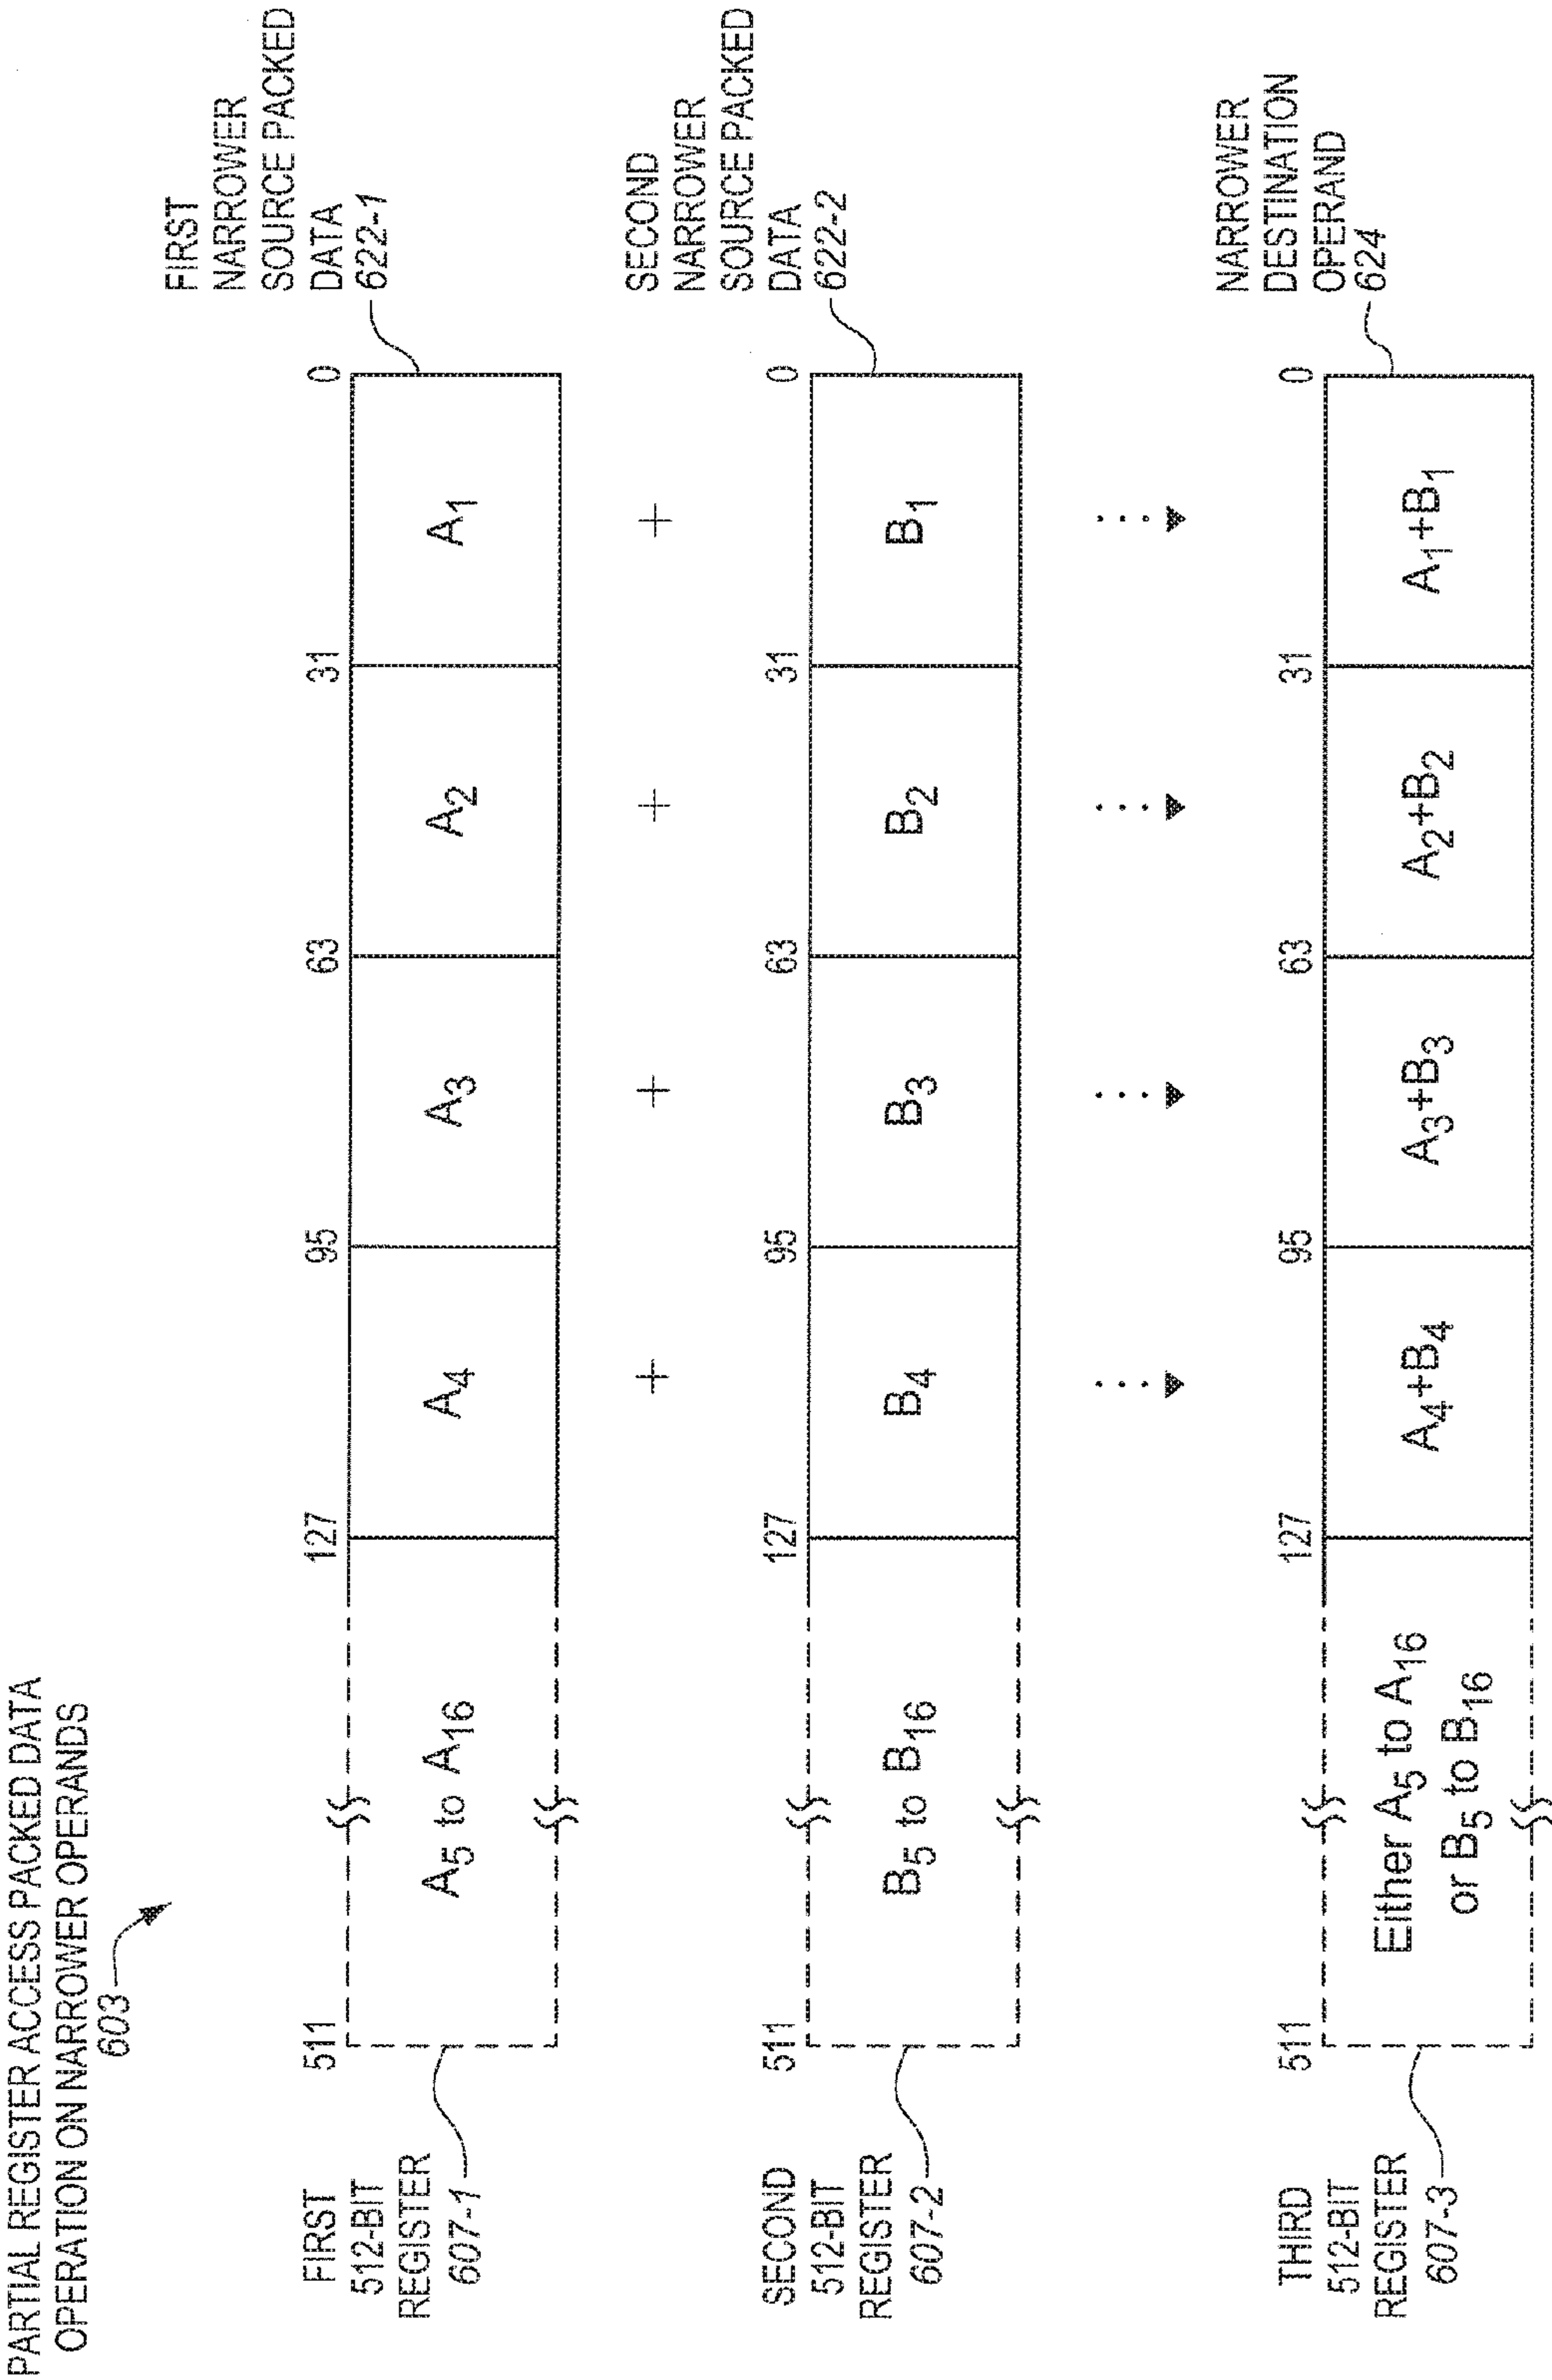 PARTIAL REGISTER ACCESS PACKED DATA
OPERATION ON NARROWER OPERANDS
603
FIRST
512-BIT
REGISTER
607-1
511
127
95
63
31
0
A5 to A16
A4
A3
A2
A1
FIRST
NARROWER
SOURCE PACKED
DATA
622-1
+ + + +
SECOND
512-BIT
REGISTER
607-2
511
127
95
63
31
0
B5 to B16
B4
B3
B2
B1
SECOND
NARROWER
SOURCE PACKED
DATA
622-2
THIRD
512-BIT
REGISTER
607-3
511
127
95
63
31
0
Either A5 to A16
or B5 to B16
A4+B4
A3+B3
A2+B2
A1+B1
NARROWER
DESTINATION
OPERAND
624